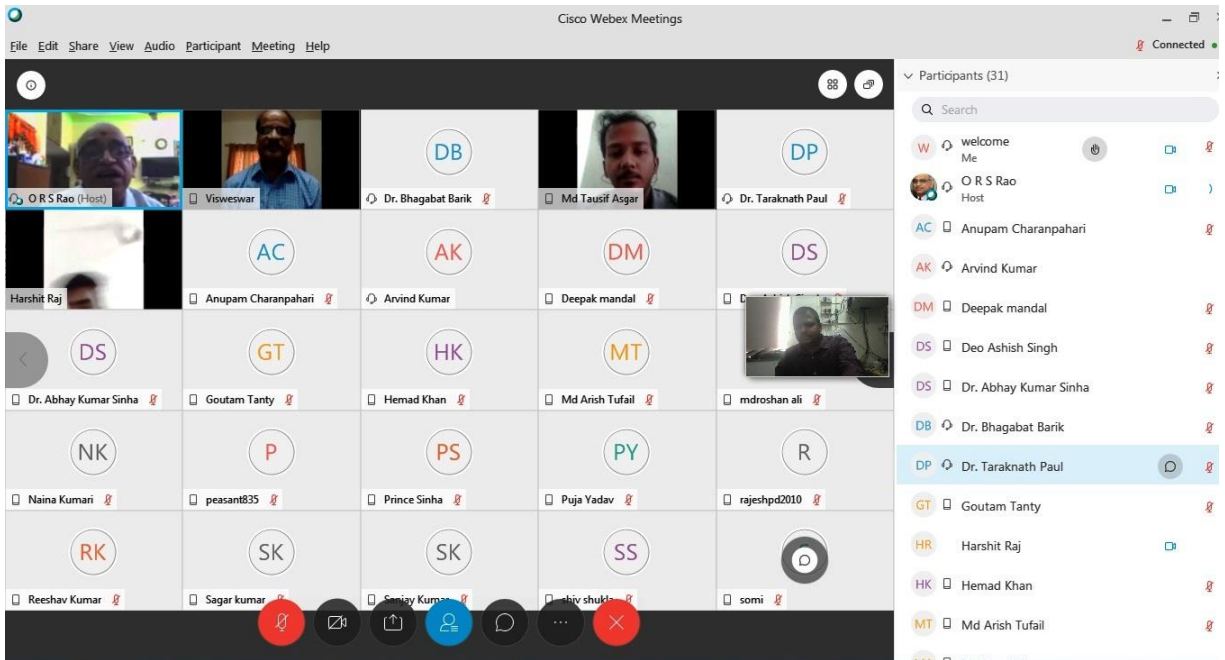 Cisco Webex Meetings
File Edit Share View Audio Participant Meeting Help
Connected
Participants (31)
Search
O R S Rao (Host)
Visweswar
DB
Dr. Bhagabat Barik
Md Tausif Asgar
DP
Dr. Taraknath Paul
Harshit Raj
AC
Anupam Charanpahari
AK
Arvind Kumar
DM
Deepak mandal
DS
DS
Dr. Abhay Kumar Sinha
GT
Goutam Tanty
HK
Hemad Khan
MT
Md Arish Tufail
mdroshan ali
NK
Naina Kumari
P
peasant835
PS
Prince Sinha
PY
Puja Yadav
R
rajeshpd2010
RK
Reeshav Kumar
SK
Sagar kumar
SK
Sanjay Kumar
SS
shiv shukla
somi
W welcome
Me
O R S Rao
Host
AC Anupam Charanpahari
AK Arvind Kumar
DM Deepak mandal
DS Deo Ashish Singh
DS Dr. Abhay Kumar Sinha
DB Dr. Bhagabat Barik
DP Dr. Taraknath Paul
GT Goutam Tanty
HR Harshit Raj
HK Hemad Khan
MT Md Arish Tufail